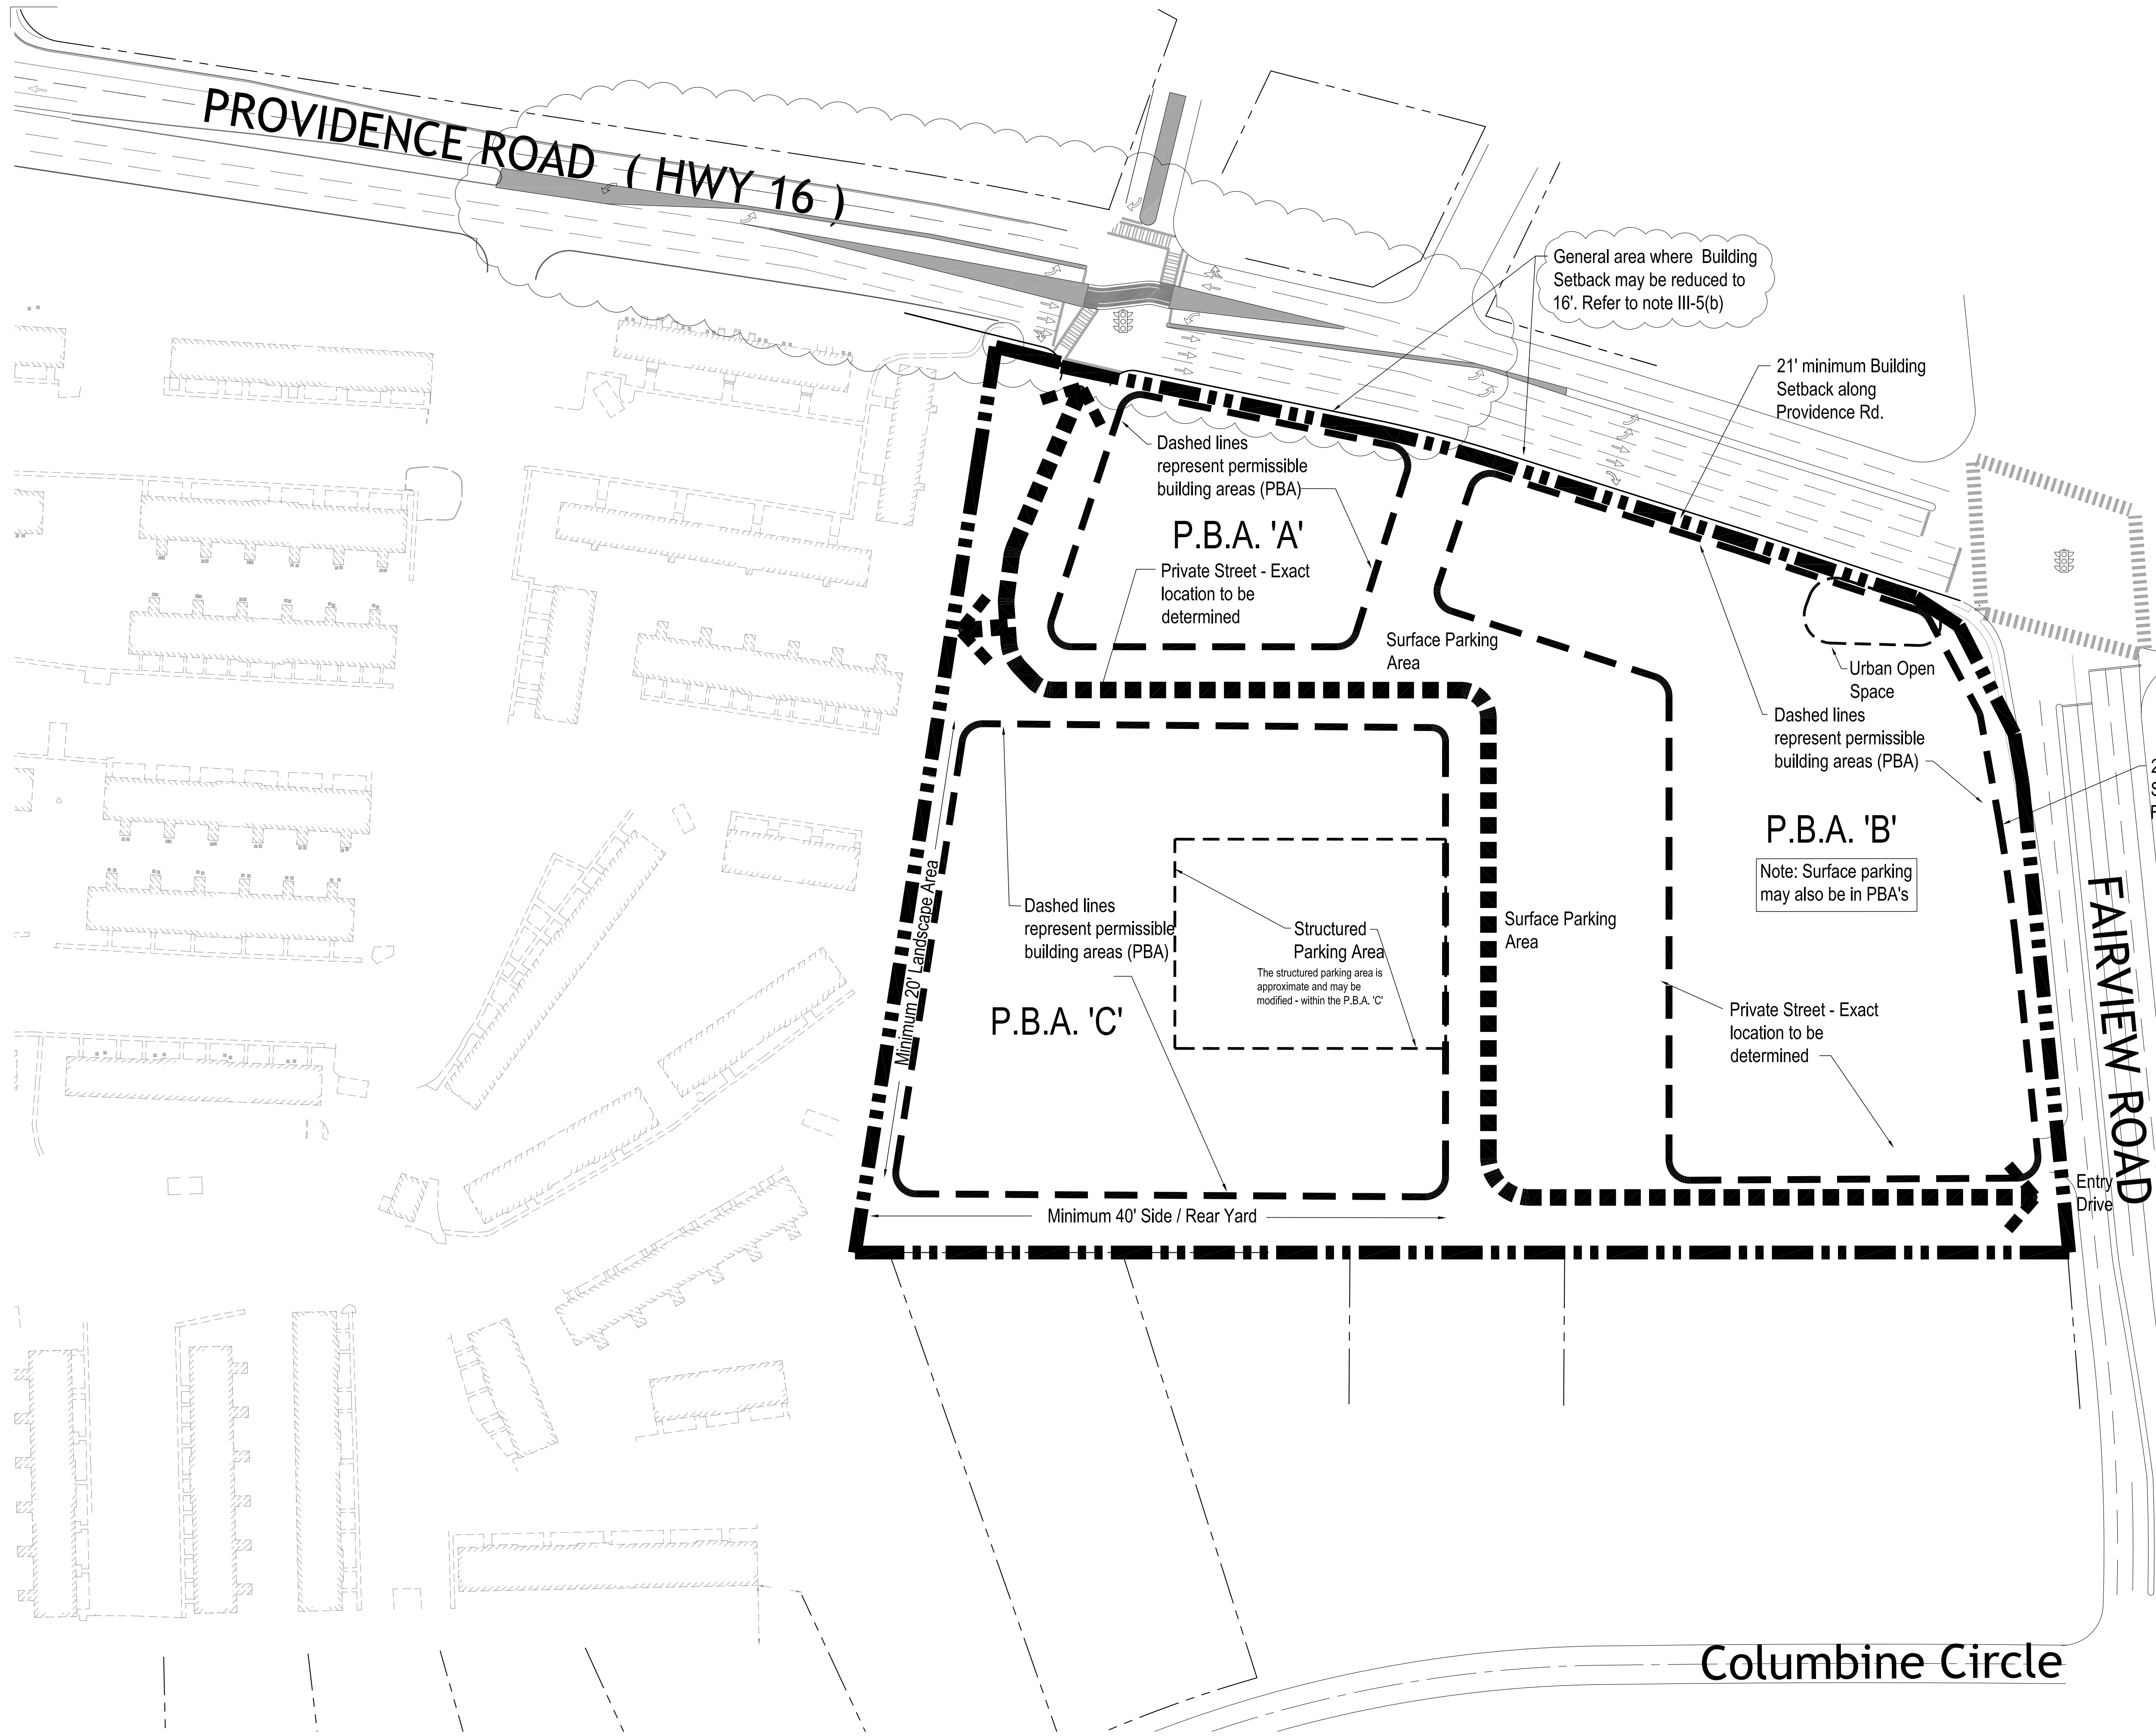 PROVIDENCE ROAD ( HWY 16 )
General area where Building
Setback may be reduced to
16'. Refer to note III-5(b)
21' minimum Building
Setback along
Providence Rd.
Dashed lines
represent permissible
building areas (PBA)
P.B.A. 'A'
Private Street - Exact
location to be
determined
Surface Parking
Area
Urban Open
Space
Dashed lines
represent permissible
building areas (PBA)
P.B.A. 'B'
Note: Surface parking
may also be in PBA's
FAIRVIEW ROAD
Minimum 20' Landscape Area
Dashed lines
represent permissible
building areas (PBA)
Structured
Parking Area
The structured parking area is
approximate and may be
modified - within the P.B.A. 'C'
P.B.A. 'C'
Surface Parking
Area
Private Street - Exact
location to be
determined
Entry
Drive
Minimum 40' Side / Rear Yard
Columbine Circle